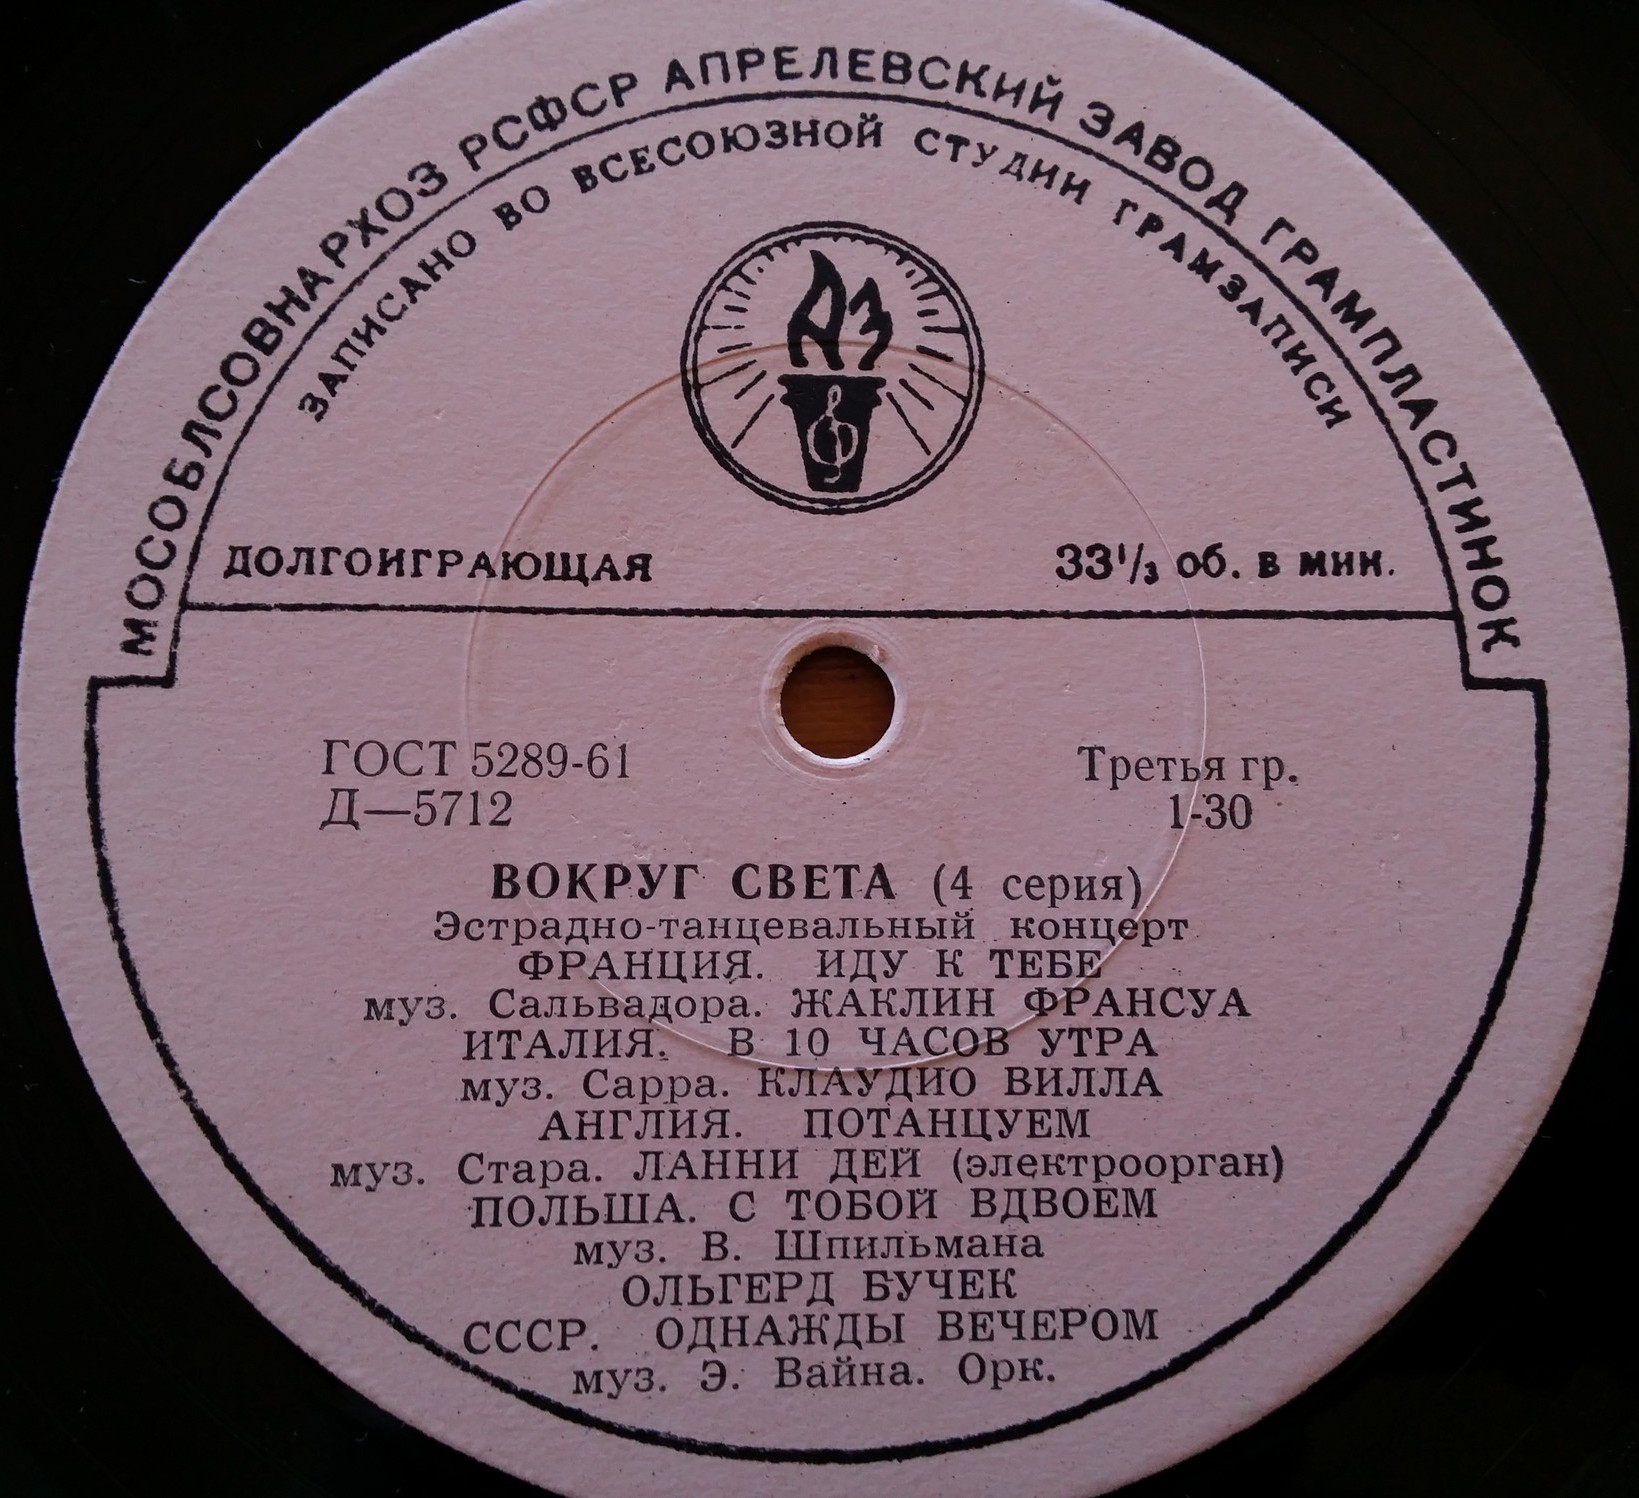 МОСОБЛСОВНАРХОЗ РСФСР АПРЕЛЕВСКИЙ ЗАВОД ГРАМПЛАСТИНОК
ЗАПИСАНО ВО ВСЕСОЮЗНОЙ СТУДИИ ГРАМЗАПИСИ
АЗ
ДОЛГОИГРАЮЩАЯ 33⅓ об. в мин.
ГОСТ 5289-61 Третья гр.
Д—5712 1-30
ВОКРУГ СВЕТА (4 серия)
Эстрадно-танцевальный концерт
ФРАНЦИЯ. ИДУ К ТЕБЕ
муз. Сальвадора. ЖАКЛИН ФРАНСУА
ИТАЛИЯ. В 10 ЧАСОВ УТРА
муз. Сарра. КЛАУДИО ВИЛЛА
АНГЛИЯ. ПОТАНЦУЕМ
муз. Стара. ЛАННИ ДЕЙ (электроорган)
ПОЛЬША. С ТОБОЙ ВДВОЕМ
муз. В. Шпильмана
ОЛЬГЕРД БУЧЕК
СССР. ОДНАЖДЫ ВЕЧЕРОМ
муз. Э. Вайна. Орк.